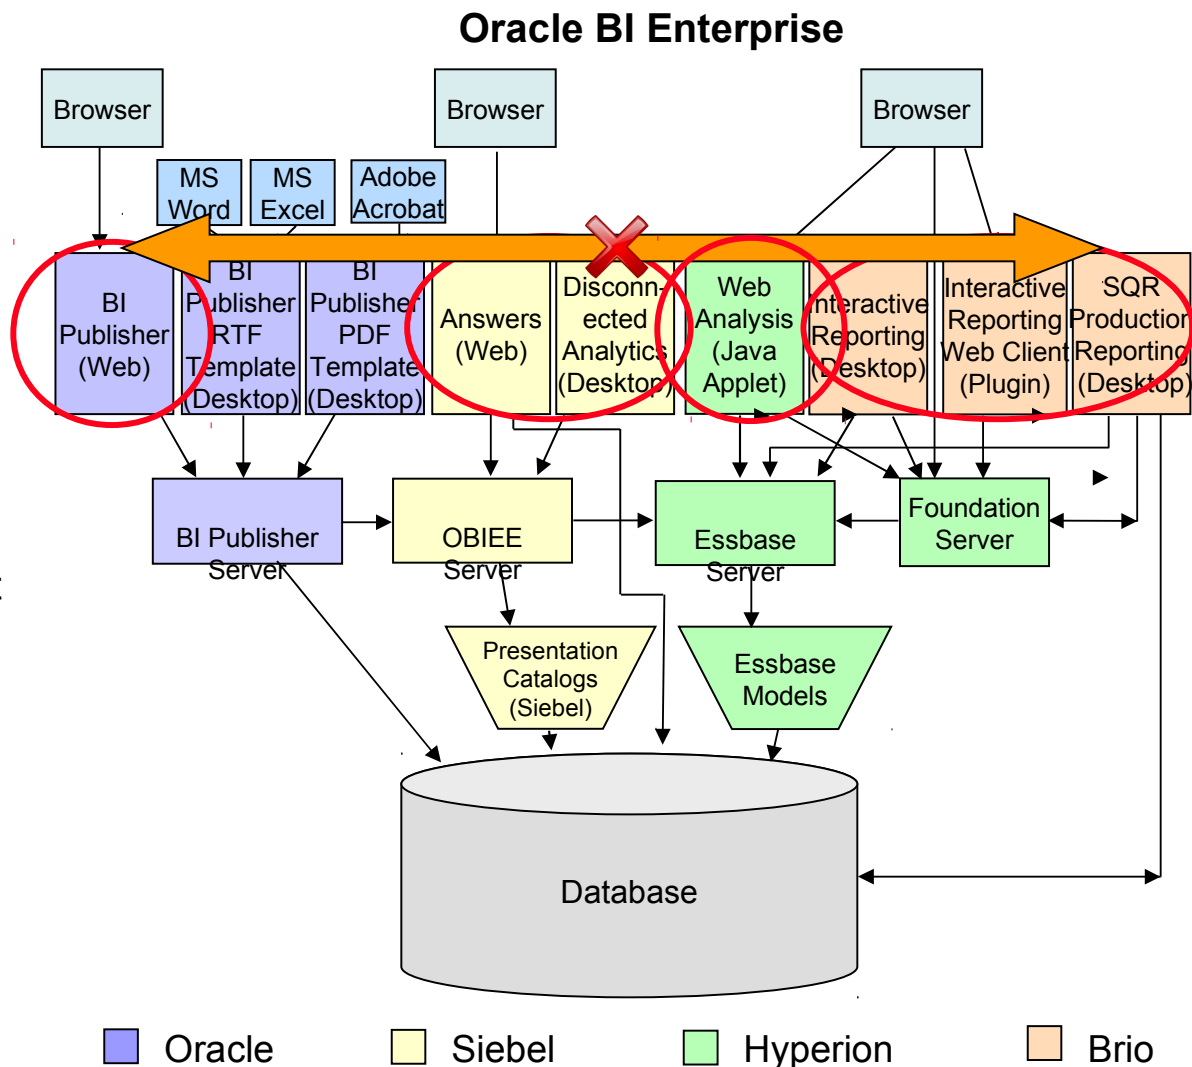 Oracle BI Enterprise
Browser
Browser
Browser
MS
Word
MS
Excel
Adobe
Acrobat
BI
Publisher
(Web)
BI
Publisher
RTF
Template
(Desktop)
BI
Publisher
PDF
Template
(Desktop)
Answers
(Web)
Disconn-
ected
Analytics
(Desktop)
Web
Analysis
(Java
Applet)
Interactive
Reporting
(Desktop)
Interactive
Reporting
Web Client
(Plugin)
SQR
Production
Reporting
(Desktop)
BI Publisher
Server
OBIEE
Server
Essbase
Server
Foundation
Server
Presentation
Catalogs
(Siebel)
Essbase
Models
Database
Oracle
Siebel
Hyperion
Brio